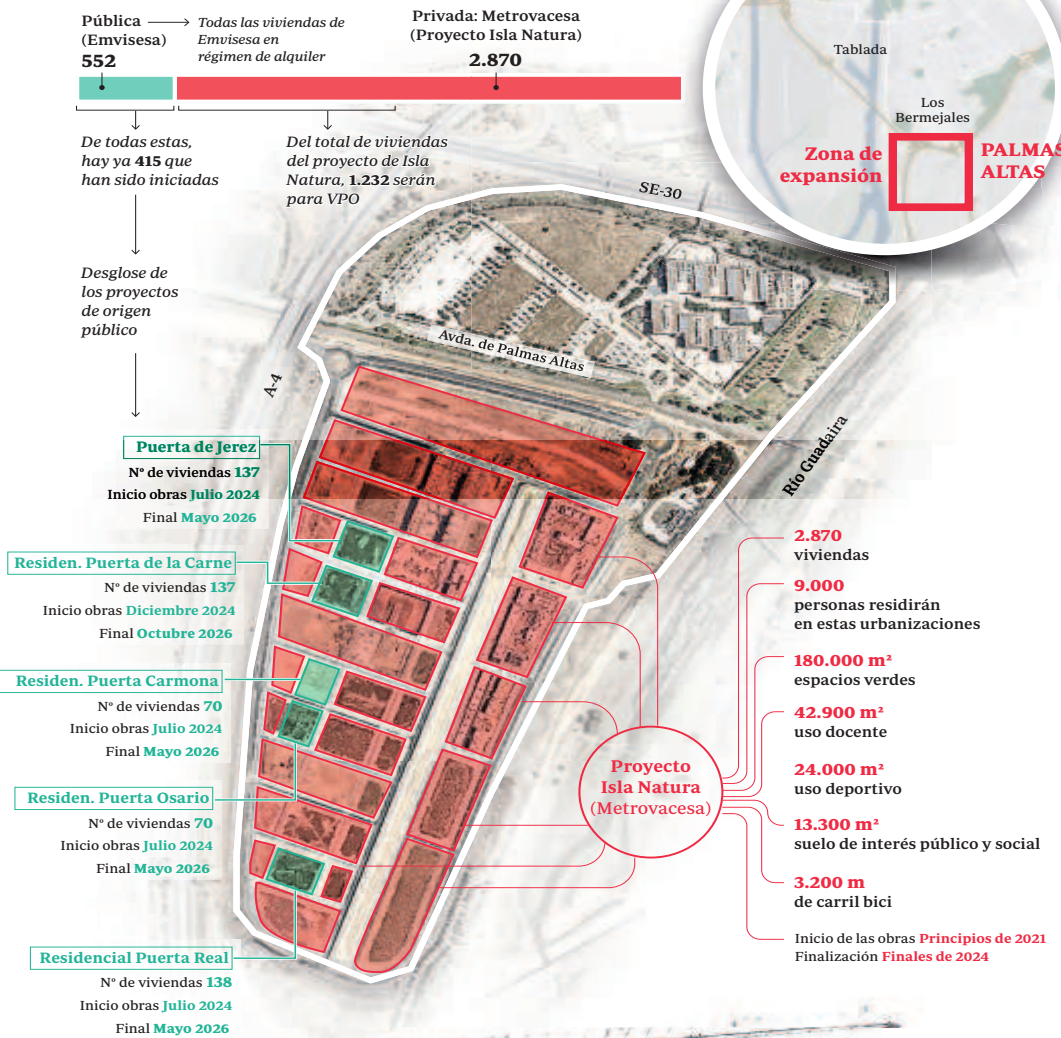 Pública
(Emvisesa)
552
Todas las viviendas de
Emvisesa en
régimen de alquiler
Privada: Metrovacesa
(Proyecto Isla Natura)
2.870
De todas estas,
hay ya 415 que
han sido iniciadas
Del total de viviendas
del proyecto de Isla
Natura, 1.232 serán
para VPO
Desglose de
los proyectos
de origen
público
Tablada
Los
Bermejales
Zona de
expansión
PALMAS
ALTAS
SE-30
Avda. de Palmas Altas
A-4
Río Guadaira
Puerta de Jerez
Nº de viviendas 137
Inicio obras Julio 2024
Final Mayo 2026
Residen. Puerta de la Carne
Nº de viviendas 137
Inicio obras Diciembre 2024
Final Octubre 2026
Residen. Puerta Carmona
Nº de viviendas 70
Inicio obras Julio 2024
Final Mayo 2026
Residen. Puerta Osario
Nº de viviendas 70
Inicio obras Julio 2024
Final Mayo 2026
Residencial Puerta Real
Nº de viviendas 138
Inicio obras Julio 2024
Final Mayo 2026
Proyecto
Isla Natura
(Metrovacesa)
2.870
viviendas
9.000
personas residirán
en estas urbanizaciones
180.000 m²
espacios verdes
42.900 m²
uso docente
24.000 m²
uso deportivo
13.300 m²
suelo de interés público y social
3.200 m
de carril bici
Inicio de las obras Principios de 2021
Finalización Finales de 2024